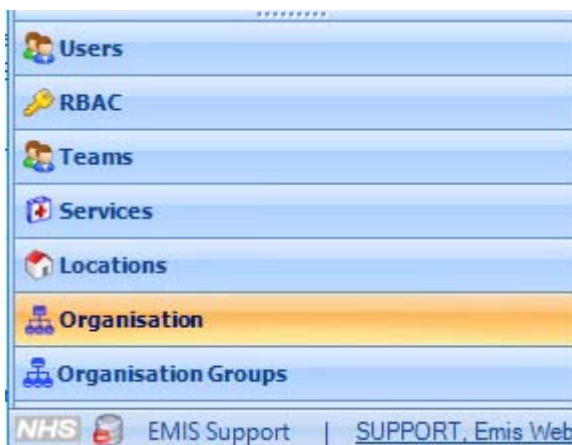 Users
RBAC
Teams
Services
Locations
Organisation
Organisation Groups
NHS EMIS Support | SUPPORT, Emis Web